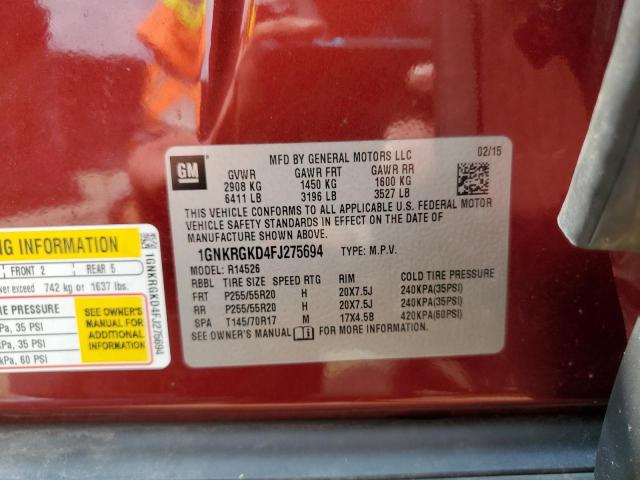 GM
MFD BY GENERAL MOTORS LLC
02/15
GVWR GAWR FRT GAWR RR
2908 KG 1450 KG 1600 KG
6411 LB 3196 LB 3527 LB
THIS VEHICLE CONFORMS TO ALL APPLICABLE U.S. FEDERAL MOTOR
VEHICLE SAFETY STANDARDS IN EFFECT ON THE DATE OF
MANUFACTURE SHOWN ABOVE.
1GNKRGKD4FJ275694 TYPE: M.P.V.
MODEL: R14526
RBBL TIRE SIZE SPEED RTG RIM COLD TIRE PRESSURE
FRT P255/55R20 H 20X7.5J 240KPA(35PSI)
RR P255/55R20 H 20X7.5J 240KPA(35PSI)
SPA T145/70R17 M 17X4.5B 420KPA(60PSI)
SEE OWNER'S MANUAL FOR MORE INFORMATION.
NG INFORMATION
FRONT 2 REAR 5
exceed 742 kg or 1637 lbs.
RE PRESSURE
Pa, 35 PSI
Pa, 35 PSI
kPa, 60 PSI
SEE OWNER'S
MANUAL FOR
ADDITIONAL
INFORMATION
1GNKRGKD4FJ275694